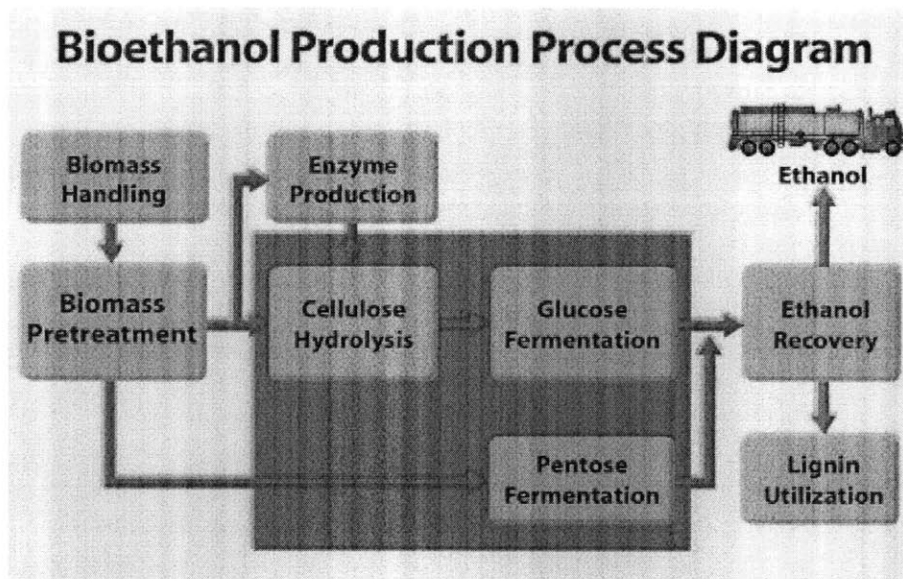 Bioethanol Production Process Diagram
Biomass
Handling
Enzyme
Production
Ethanol
Biomass
Pretreatment
Cellulose
Hydrolysis
Glucose
Fermentation
Ethanol
Recovery
Pentose
Fermentation
Lignin
Utilization